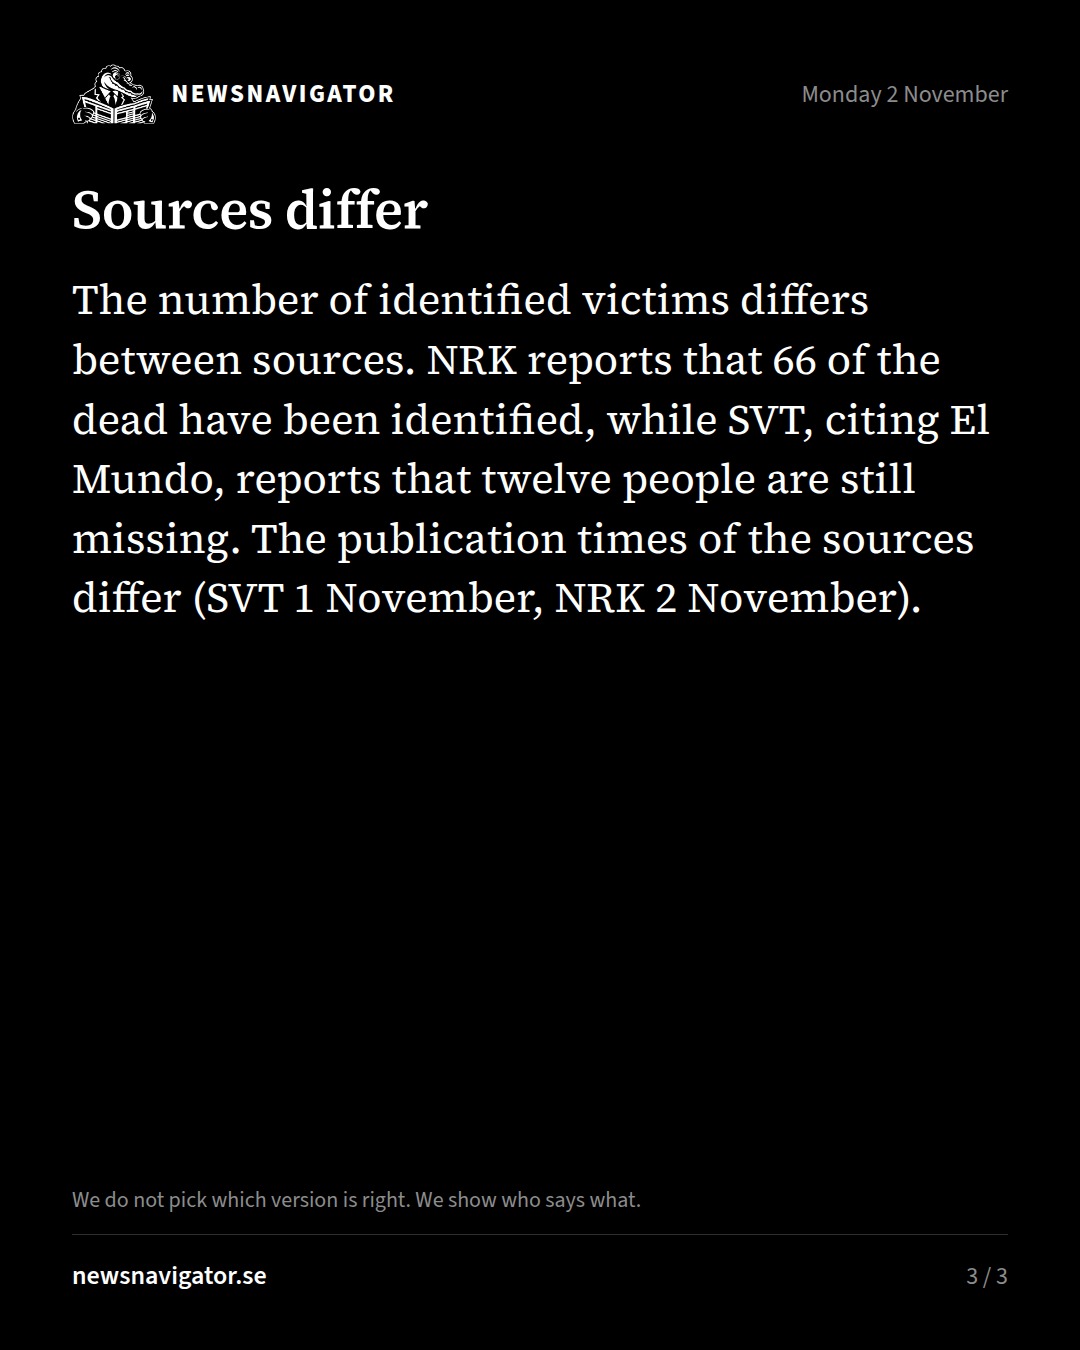 NEWSNAVIGATOR
Monday 2 November
Sources differ
The number of identified victims differs
between sources. NRK reports that 66 of the
dead have been identified, while SVT, citing El
Mundo, reports that twelve people are still
missing. The publication times of the sources
differ (SVT 1 November, NRK 2 November).
We do not pick which version is right. We show who says what.
newsnavigator.se
3 / 3